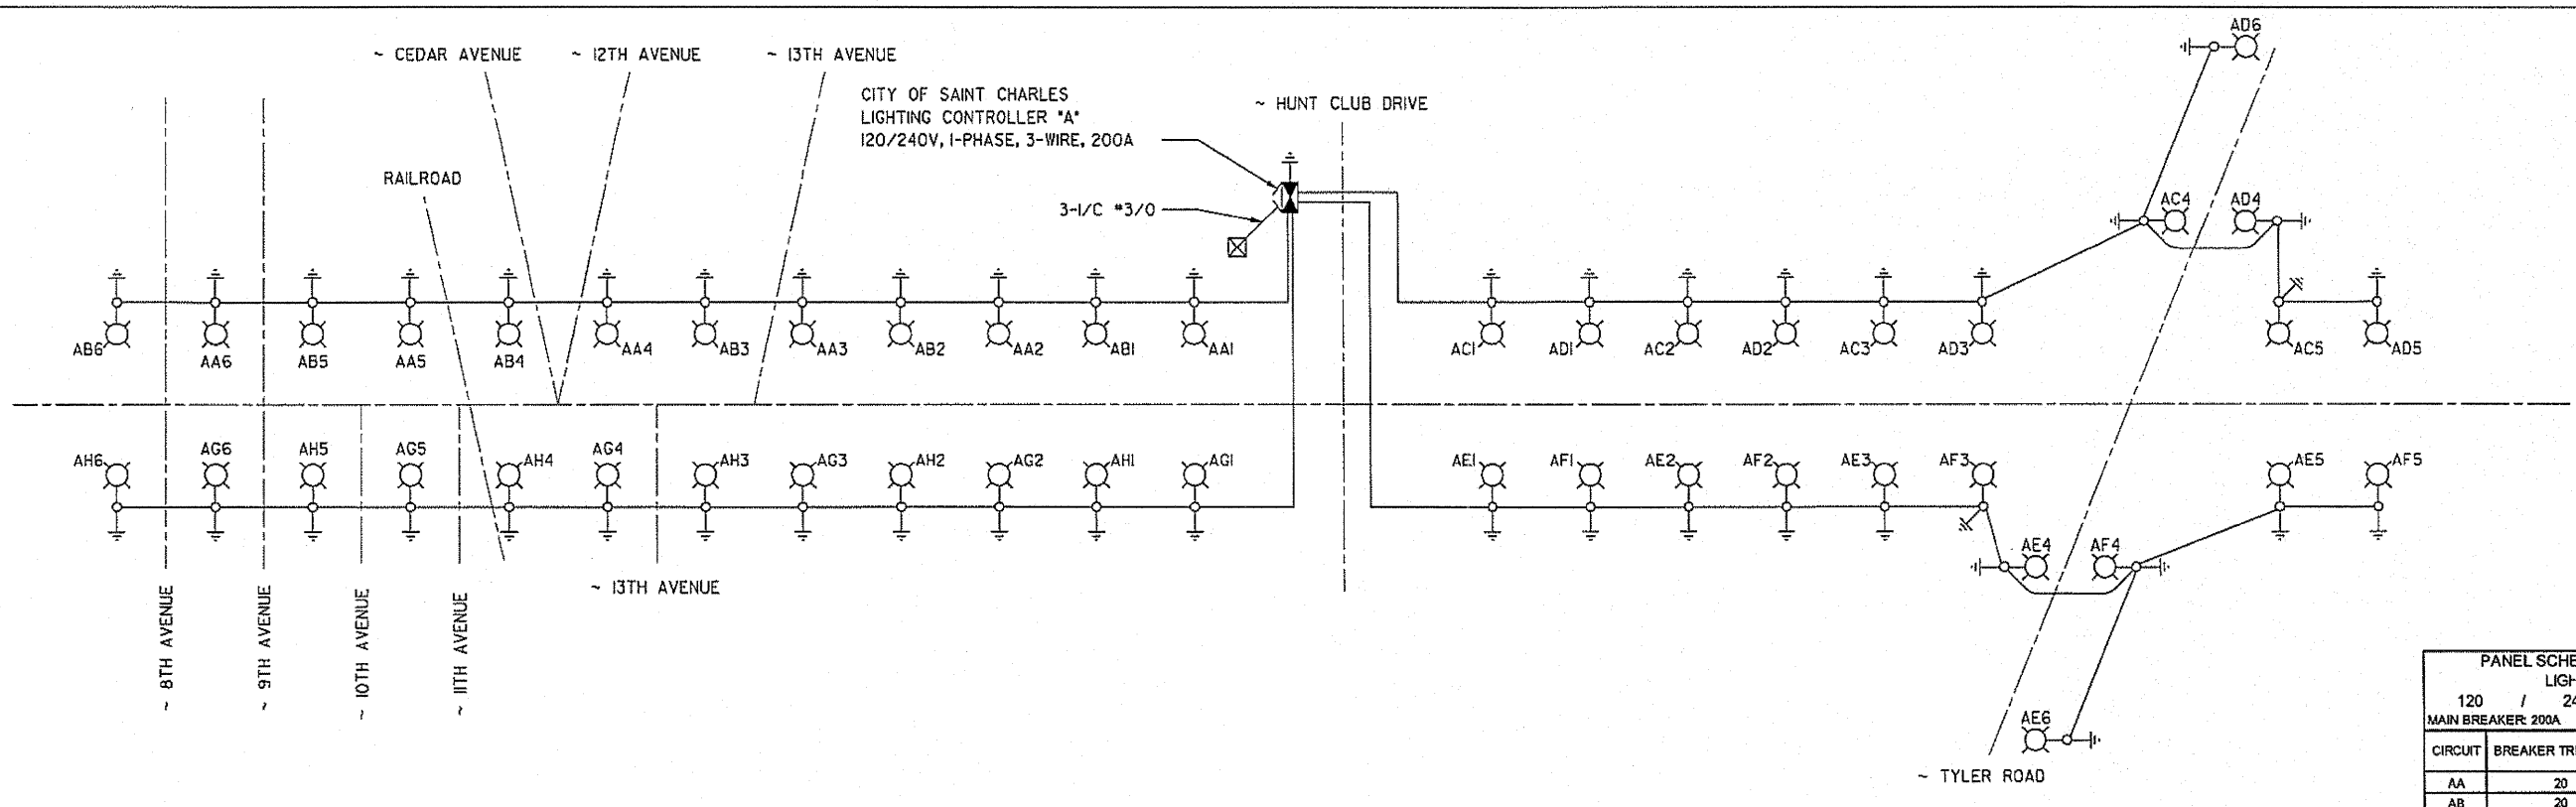 AD6
~ CEDAR AVENUE ~ 12TH AVENUE ~ 13TH AVENUE
CITY OF SAINT CHARLES
LIGHTING CONTROLLER "A"
120/240V, 1-PHASE, 3-WIRE, 200A
~ HUNT CLUB DRIVE
RAILROAD
3-1/C #3/0
AC4 AD4
AB6 AA6 AB5 AA5 AB4 AA4 AB3 AA3 AB2 AA2 AB1 AA1 AC1 AD1 AC2 AD2 AC3 AD3 AC5 AD5
AH6 AG6 AH5 AG5 AH4 AG4 AH3 AG3 AH2 AG2 AH1 AG1 AE1 AF1 AE2 AF2 AE3 AF3 AE5 AF5
AE4 AF4
~ 13TH AVENUE
~ 8TH AVENUE
~ 9TH AVENUE
~ 10TH AVENUE
~ 11TH AVENUE
AE6
~ TYLER ROAD
PANEL SCHE
LIGH
120 / 24
MAIN BREAKER: 200A
CIRCUIT BREAKER TR
AA 20
AB 20